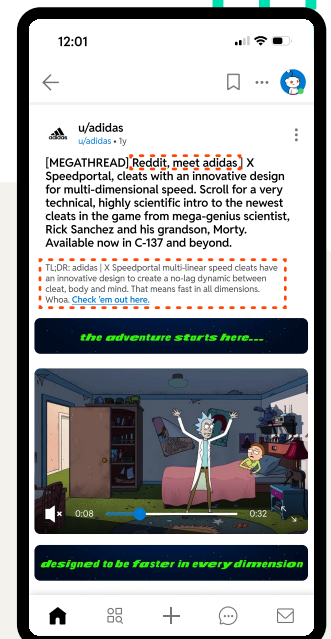 12:01
adidas
u/adidas
u/adidas • 1y
[MEGATHREAD] Reddit, meet adidas | X
Speedportal, cleats with an innovative design
for multi-dimensional speed. Scroll for a very
technical, highly scientific intro to the newest
cleats in the game from mega-genius scientist,
Rick Sanchez and his grandson, Morty.
Available now in C-137 and beyond.
TL;DR: adidas | X Speedportal multi-linear speed cleats have
an innovative design to create a no-lag dynamic between
cleat, body and mind. That means fast in all dimensions.
Whoa. Check 'em out here.
the adventure starts here...
0:08
0:32
designed to be faster in every dimension